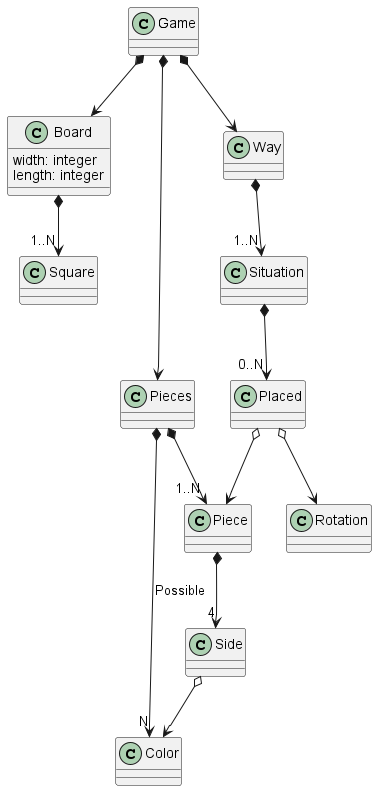 C Game
C Board
width: integer
length: integer
C Way
1..N
1..N
C Square
C Situation
0..N
C Pieces
C Placed
1..N
C Piece
C Rotation
Possible
4
C Side
N
C Color